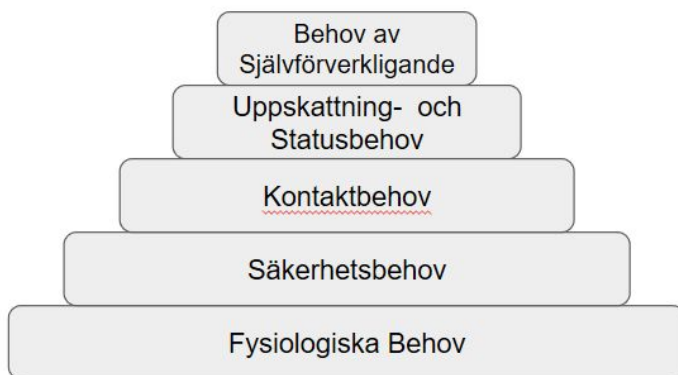 Behov av
Självförverkligande
Uppskattning- och
Statusbehov
Kontaktbehov
Säkerhetsbehov
Fysiologiska Behov